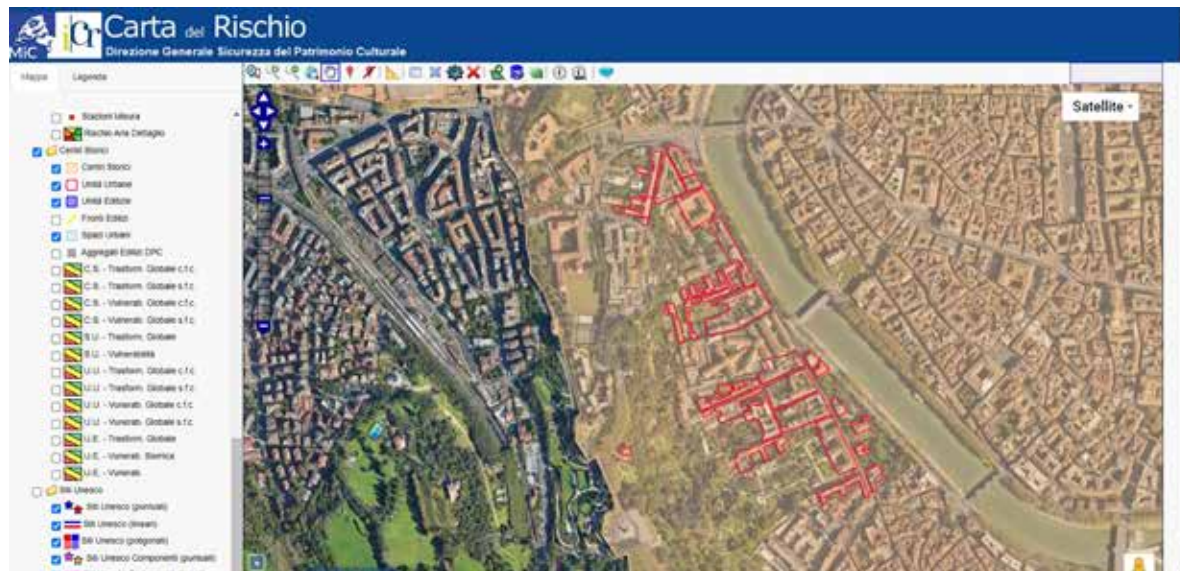 MiC
iCr
Carta del Rischio
Direzione Generale Sicurezza del Patrimonio Culturale
Mappe
Legenda
Stazioni Misura
Rischio Aria Dettaglio
Centri Storici
Centri Storici
Unità Urbane
Unità Edilizie
Fronti Edilizi
Spazi Urbani
Aggregati Edilizi DPC
C.S. - Trasform. Globale c.f.c.
C.S. - Trasform. Globale s.f.c.
C.S. - Vulnerab. Globale c.f.c.
C.S. - Vulnerab. Globale s.f.c.
S.U. - Trasform. Globale
S.U. - Vulnerabilità
U.U. - Trasform. Globale c.f.c.
U.U. - Trasform. Globale s.f.c.
U.U. - Vulnerab. Globale c.f.c.
U.U. - Vulnerab. Globale s.f.c.
U.E. - Trasform. Globale
U.E. - Vulnerab. Sismica
U.E. - Vulnerab.
Siti Unesco
Siti Unesco (puntuali)
Siti Unesco (lineari)
Siti Unesco (poligonali)
Siti Unesco Componenti (puntuali)
Satellite